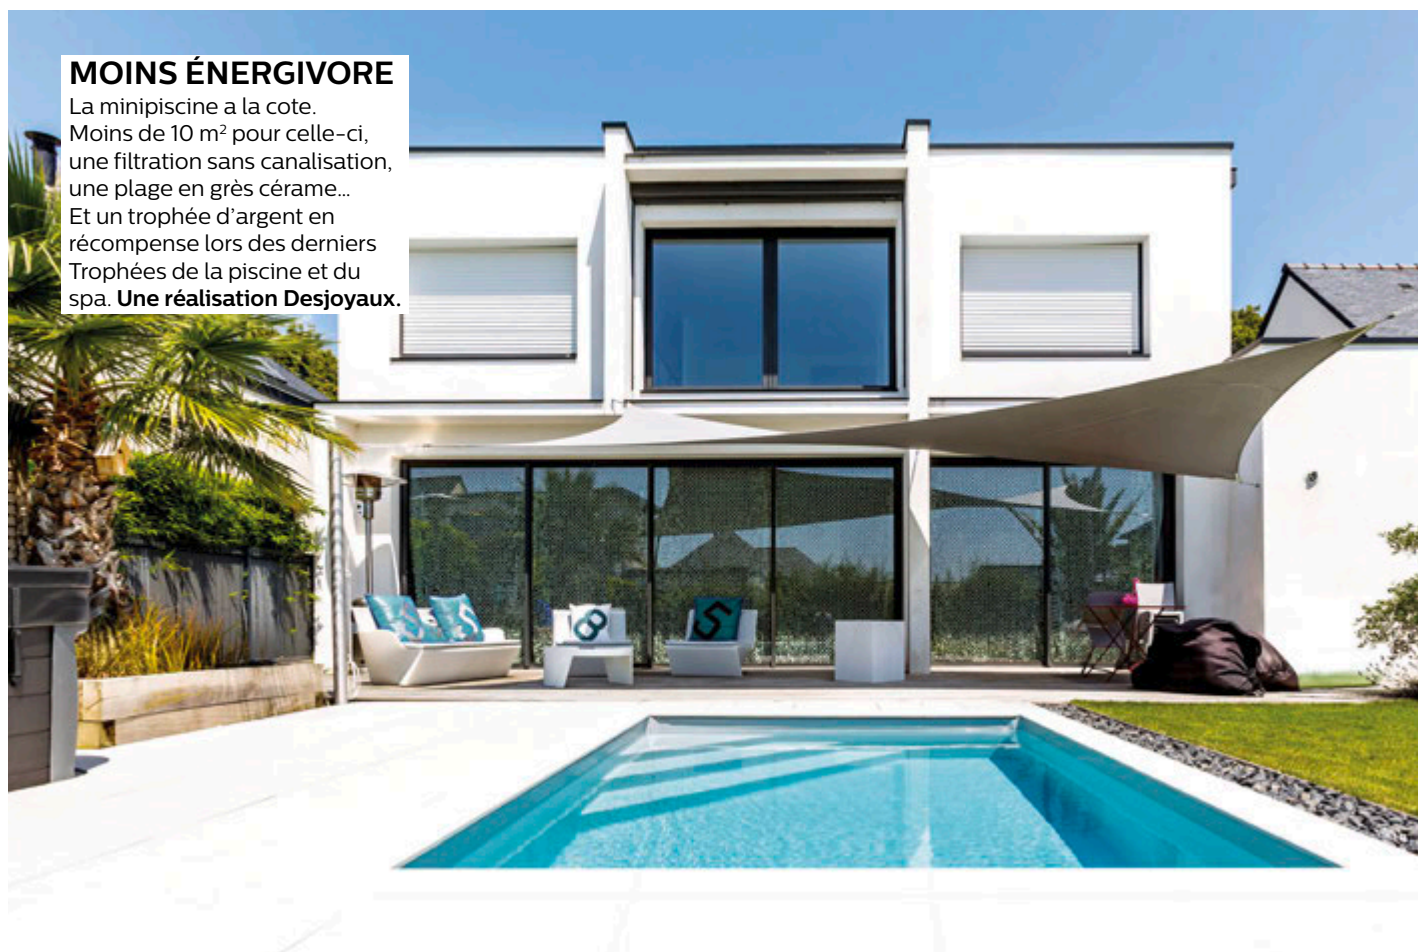 MOINS ÉNERGIVORE
La minipiscine a la cote.
Moins de 10 m² pour celle-ci,
une filtration sans canalisation,
une plage en grès cérame...
Et un trophée d’argent en
récompense lors des derniers
Trophées de la piscine et du
spa. Une réalisation Desjoyaux.
8
5